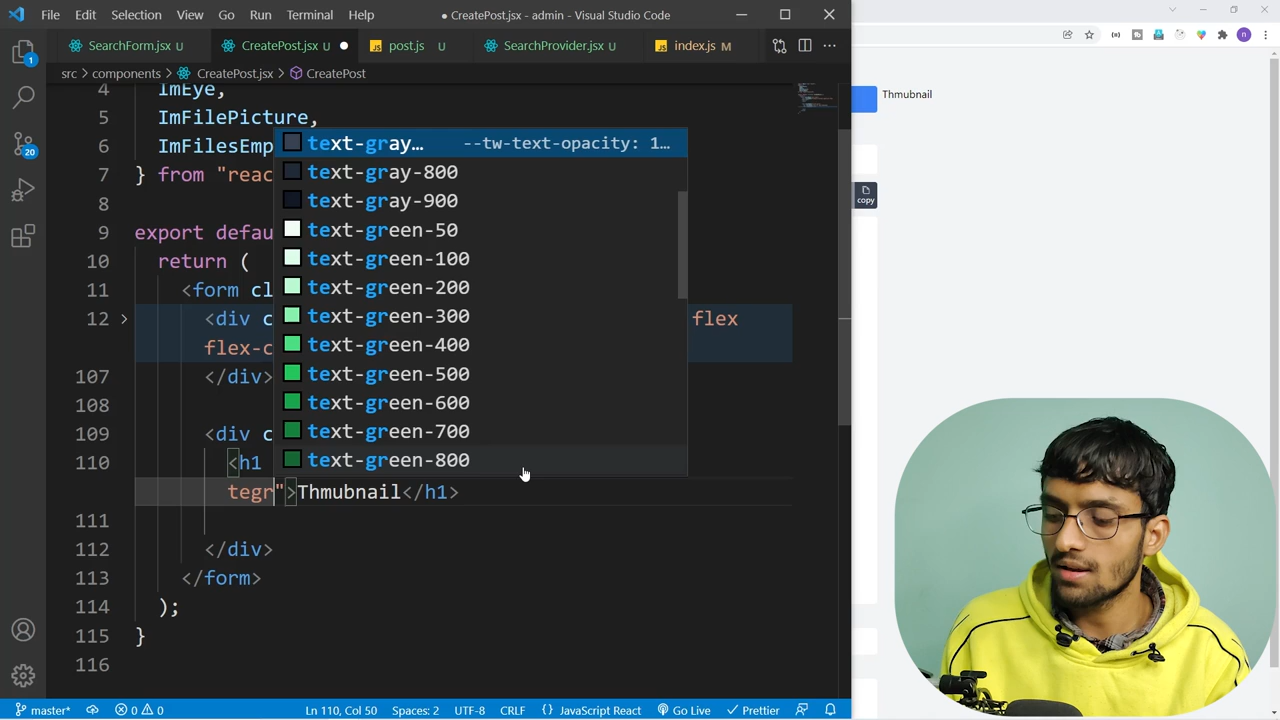 File Edit Selection View Go Run Terminal Help
● CreatePost.jsx - admin - Visual Studio Code
SearchForm.jsx U
CreatePost.jsx U ●
post.js U
SearchProvider.jsx U
index.js M
src > components > CreatePost.jsx > CreatePost
4 ImEye,
5 ImFilePicture,
6 ImFilesEmp
7 } from "reac
8
9 export defau
10 return (
11 <form cl
12 <div c flex
flex-c
107 </div>
108
109 <div c
110 <h1
tegr">Thmubnail</h1>
111
112 </div>
113 </form>
114 );
115 }
116
text-gray… --tw-text-opacity: 1…
text-gray-800
text-gray-900
text-green-50
text-green-100
text-green-200
text-green-300
text-green-400
text-green-500
text-green-600
text-green-700
text-green-800
1
20
master* 0 0 Ln 110, Col 50 Spaces: 2 UTF-8 CRLF {} JavaScript React Go Live Prettier
Thmubnail
copy
n